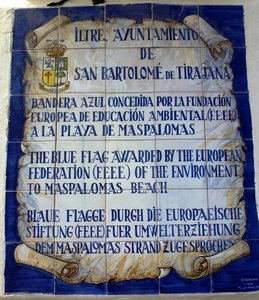 ILTRE. AYUNTAMIENTO
DE
SAN BARTOLOMÉ DE TIRAJANA
BANDERA AZUL CONCEDIDA POR LA FUNDACIÓN
EUROPEA DE EDUCACIÓN AMBIENTAL (F.E.E.E.)
A LA PLAYA DE MASPALOMAS
THE BLUE FLAG AWARDED BY THE EUROPEAN
FEDERATION (F.E.E.E.) OF THE ENVIRONMENT
TO MASPALOMAS BEACH
BLAUE FLAGGE DURCH DIE EUROPAEISCHE
STIFTUNG (F.E.E.E) FUER UMWELTERZIEHUNG
DEM MASPALOMAS STRAND ZUGESPROCHEN